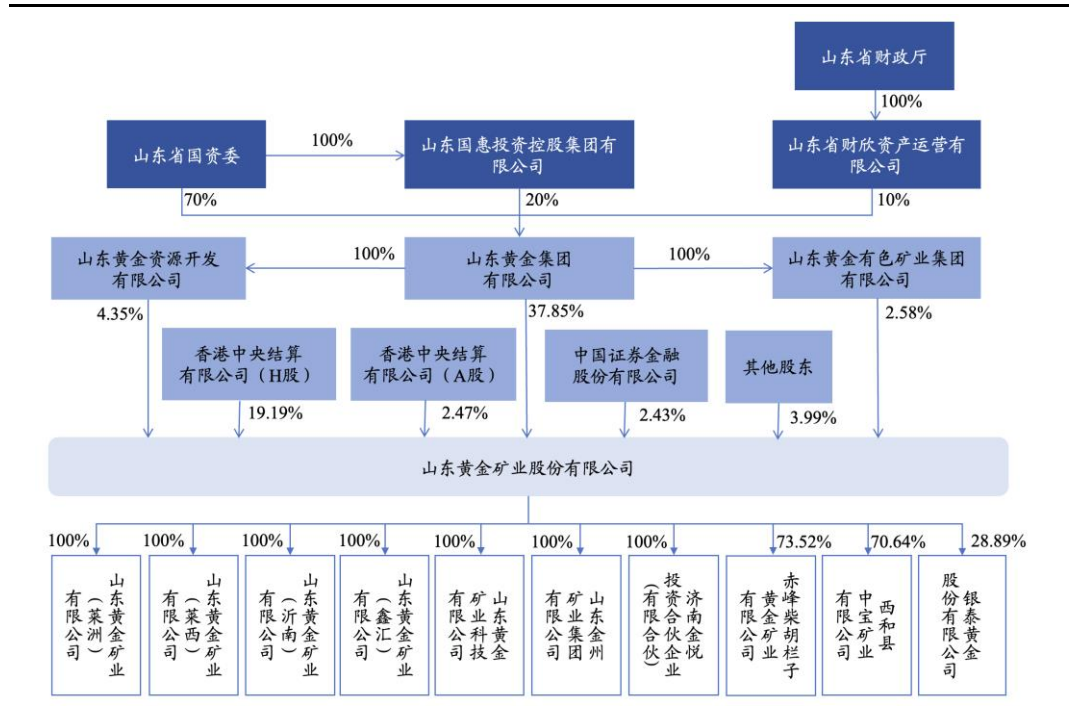 山东省财政厅
100%
山东省国资委
100%
山东国惠投资控股集团有
限公司
山东省财欣资产运营有
限公司
70%
20%
10%
山东黄金资源开发
有限公司
100%
山东黄金集团
有限公司
100%
山东黄金有色矿业集团
有限公司
4.35%
37.85%
2.58%
香港中央结算
有限公司（H股）
香港中央结算
有限公司（A股）
中国证券金融
股份有限公司
其他股东
19.19%
2.47%
2.43%
3.99%
山东黄金矿业股份有限公司
100%
100%
100%
100%
100%
100%
100%
73.52%
70.64%
28.89%
山东黄金矿业
（莱洲）
有限公司
山东黄金矿业
（莱西）
有限公司
山东黄金矿业
（沂南）
有限公司
山东黄金矿业
（鑫汇）
有限公司
山东黄金
矿业科技
有限公司
山东金州
矿业集团
有限公司
济南金悦
投资合伙企业
（有限合伙）
赤峰柴胡栏子
黄金矿业
有限公司
西和县
中宝矿业
有限公司
银泰黄金
股份有限公司